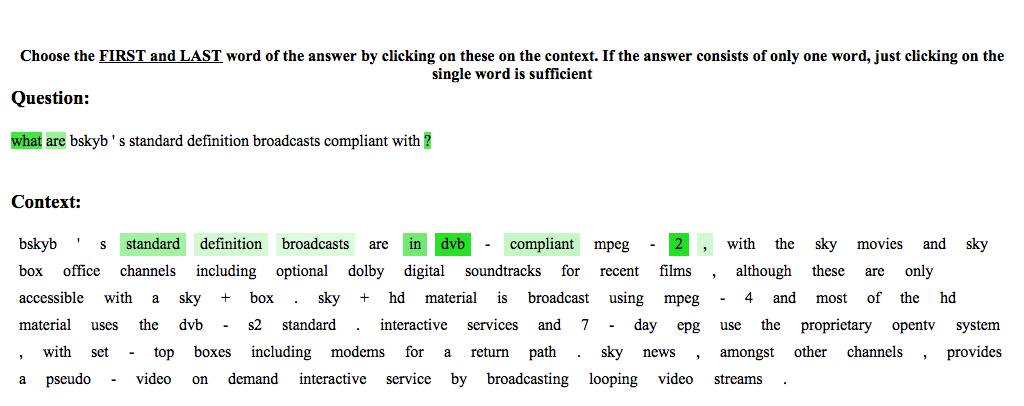 Choose the FIRST and LAST word of the answer by clicking on these on the context. If the answer consists of only one word, just clicking on the
single word is sufficient
Question:
what are bskyb ' s standard definition broadcasts compliant with ?
Context:
bskyb ' s standard definition broadcasts are in dvb - compliant mpeg - 2 , with the sky movies and sky
box office channels including optional dolby digital soundtracks for recent films , although these are only
accessible with a sky + box . sky + hd material is broadcast using mpeg - 4 and most of the hd
material uses the dvb - s2 standard . interactive services and 7 - day epg use the proprietary opentv system
, with set - top boxes including modems for a return path . sky news , amongst other channels , provides
a pseudo - video on demand interactive service by broadcasting looping video streams .